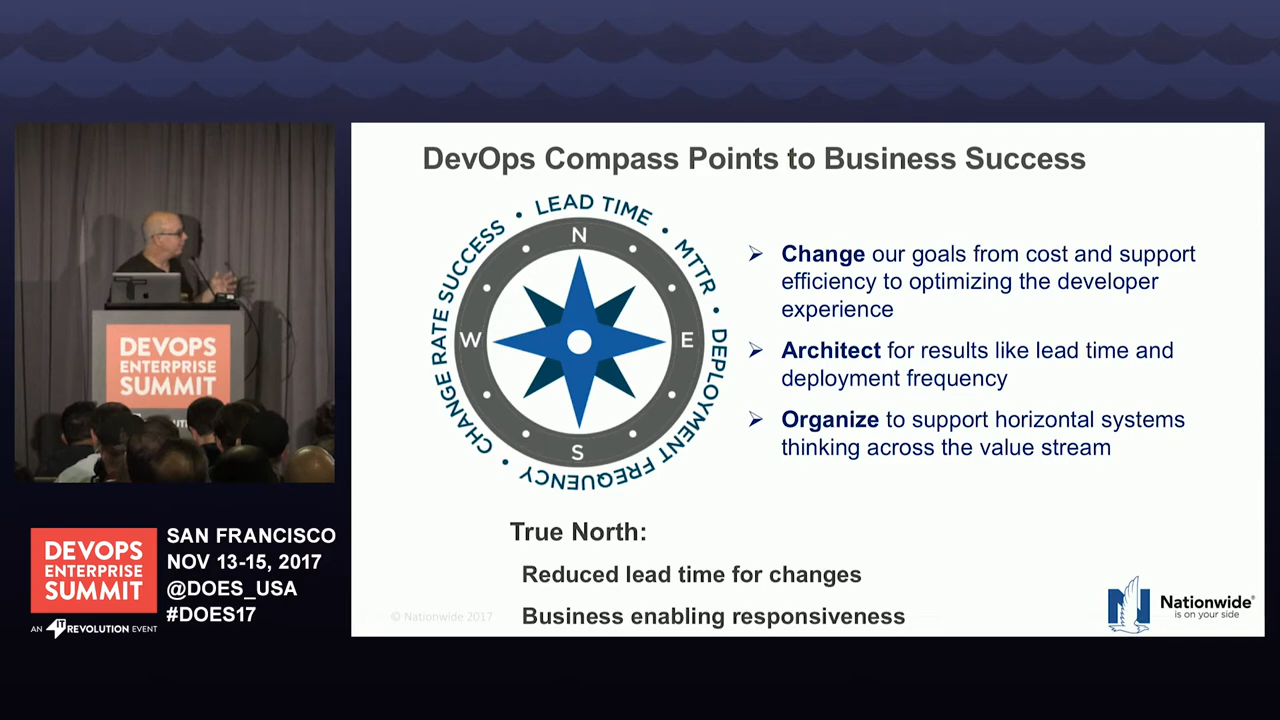 DevOps Compass Points to Business Success
CHANGE RATE SUCCESS • LEAD TIME • MTTR • DEPLOYMENT FREQUENCY •
N
W
E
S
➢ Change our goals from cost and support
efficiency to optimizing the developer
experience
➢ Architect for results like lead time and
deployment frequency
➢ Organize to support horizontal systems
thinking across the value stream
True North:
Reduced lead time for changes
Business enabling responsiveness
© Nationwide 2017
N
Nationwide®
is on your side
DEVOPS
ENTERPRISE
SUMMIT
DEVOPS
ENTERPRISE
SUMMIT
AN IT REVOLUTION EVENT
SAN FRANCISCO
NOV 13-15, 2017
@DOES_USA
#DOES17